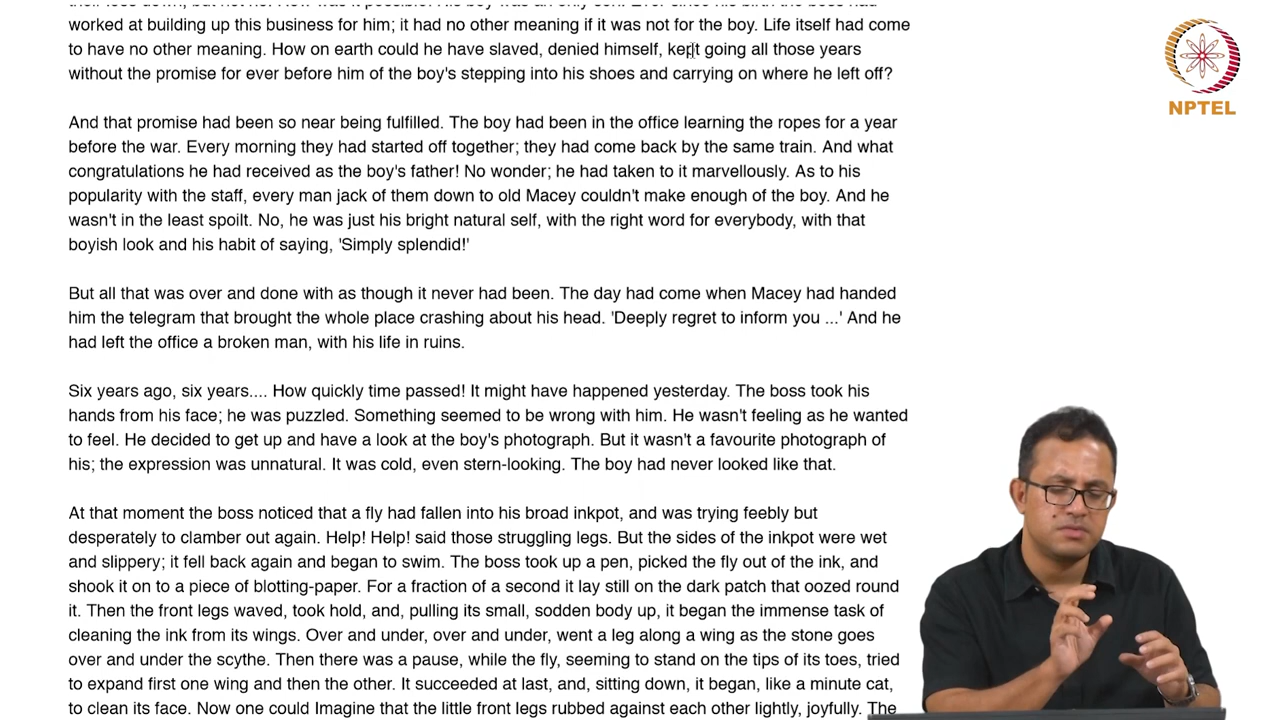 worked at building up this business for him; it had no other meaning if it was not for the boy. Life itself had come
to have no other meaning. How on earth could he have slaved, denied himself, kept going all those years
without the promise for ever before him of the boy's stepping into his shoes and carrying on where he left off?
And that promise had been so near being fulfilled. The boy had been in the office learning the ropes for a year
before the war. Every morning they had started off together; they had come back by the same train. And what
congratulations he had received as the boy's father! No wonder; he had taken to it marvellously. As to his
popularity with the staff, every man jack of them down to old Macey couldn't make enough of the boy. And he
wasn't in the least spoilt. No, he was just his bright natural self, with the right word for everybody, with that
boyish look and his habit of saying, 'Simply splendid!'
But all that was over and done with as though it never had been. The day had come when Macey had handed
him the telegram that brought the whole place crashing about his head. 'Deeply regret to inform you ...' And he
had left the office a broken man, with his life in ruins.
Six years ago, six years.... How quickly time passed! It might have happened yesterday. The boss took his
hands from his face; he was puzzled. Something seemed to be wrong with him. He wasn't feeling as he wanted
to feel. He decided to get up and have a look at the boy's photograph. But it wasn't a favourite photograph of
his; the expression was unnatural. It was cold, even stern-looking. The boy had never looked like that.
At that moment the boss noticed that a fly had fallen into his broad inkpot, and was trying feebly but
desperately to clamber out again. Help! Help! said those struggling legs. But the sides of the inkpot were wet
and slippery; it fell back again and began to swim. The boss took up a pen, picked the fly out of the ink, and
shook it on to a piece of blotting-paper. For a fraction of a second it lay still on the dark patch that oozed round
it. Then the front legs waved, took hold, and, pulling its small, sodden body up, it began the immense task of
cleaning the ink from its wings. Over and under, over and under, went a leg along a wing as the stone goes
over and under the scythe. Then there was a pause, while the fly, seeming to stand on the tips of its toes, tried
to expand first one wing and then the other. It succeeded at last, and, sitting down, it began, like a minute cat,
to clean its face. Now one could Imagine that the little front legs rubbed against each other lightly, joyfully. The
NPTEL